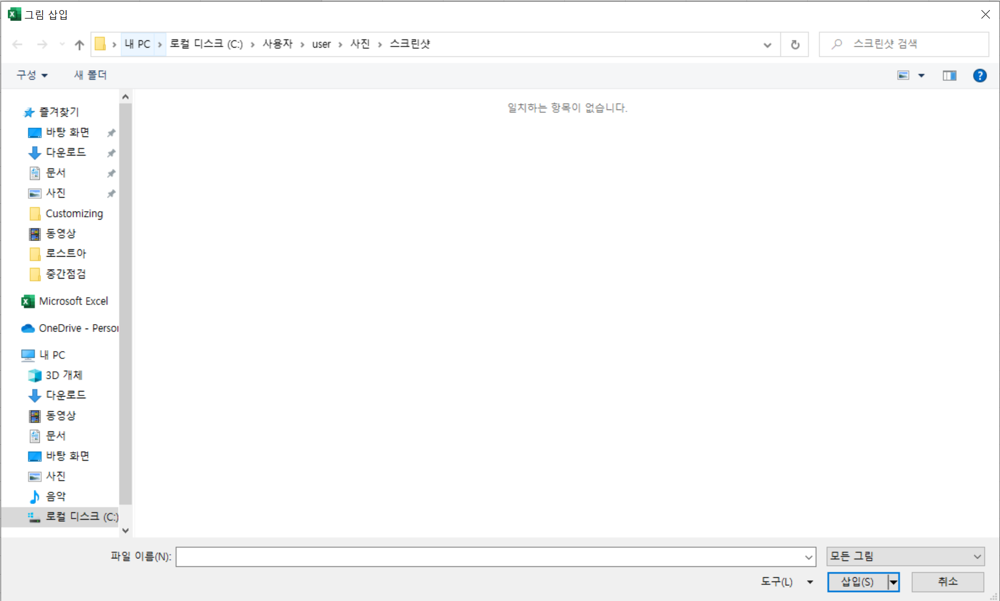 그림 삽입
내 PC › 로컬 디스크 (C:) › 사용자 › user › 사진 › 스크린샷
스크린샷 검색
구성
새 폴더
일치하는 항목이 없습니다.
즐겨찾기
바탕 화면
다운로드
문서
사진
Customizing
동영상
로스트아
중간점검
Microsoft Excel
OneDrive - Person
내 PC
3D 개체
다운로드
동영상
문서
바탕 화면
사진
음악
로컬 디스크 (C:)
파일 이름(N):
모든 그림
도구(L)
삽입(S)
취소